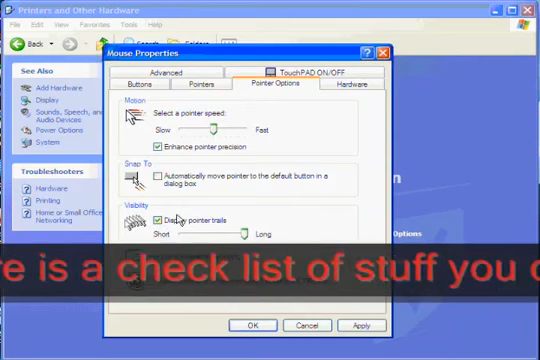 Printers and Other Hardware
File Edit View Favorites Tools Help
Back Search Folders
Mouse Properties
Advanced TouchPAD ON/OFF
Buttons Pointers Pointer Options Hardware
See Also
Add Hardware
Display
Sounds, Speech, and
Audio Devices
Power Options
System
Troubleshooters
Hardware
Printing
Home or Small Office
Networking
Motion
Select a pointer speed:
Slow Fast
Enhance pointer precision
Snap To
Automatically move pointer to the default button in a
dialog box
Visibility
Display pointer trails
Short Long
re is a check list of stuff you
OK Cancel Apply